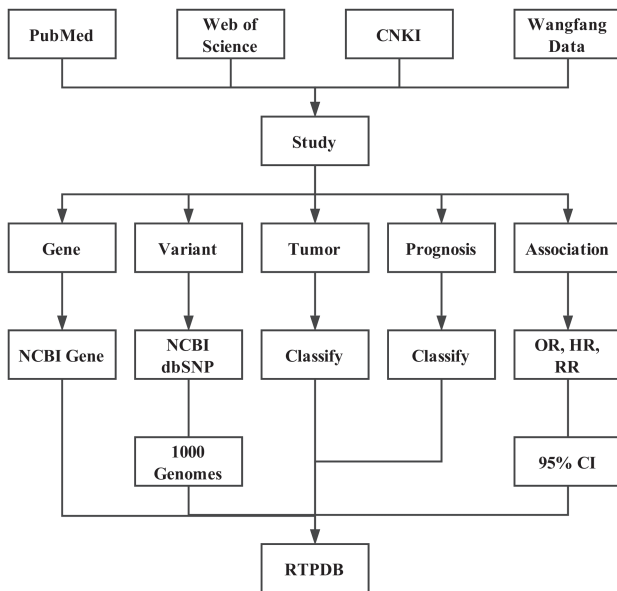 PubMed
Web of
Science
CNKI
Wangfang
Data
Study
Gene
Variant
Tumor
Prognosis
Association
NCBI Gene
NCBI
dbSNP
Classify
Classify
OR, HR,
RR
1000
Genomes
95% CI
RTPDB